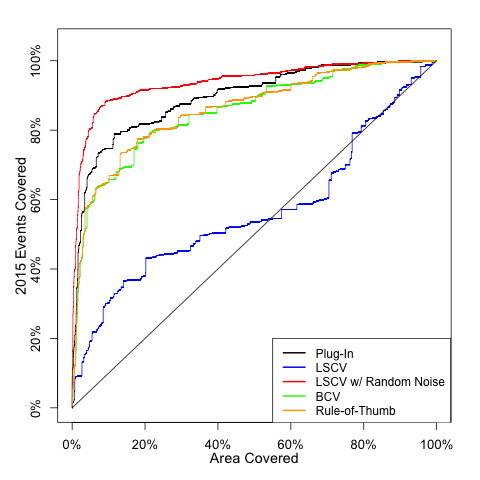 100%
80%
60%
40%
20%
0%
2015 Events Covered
Plug-In
LSCV
LSCV w/ Random Noise
BCV
Rule-of-Thumb
0%
20%
40%
60%
80%
100%
Area Covered